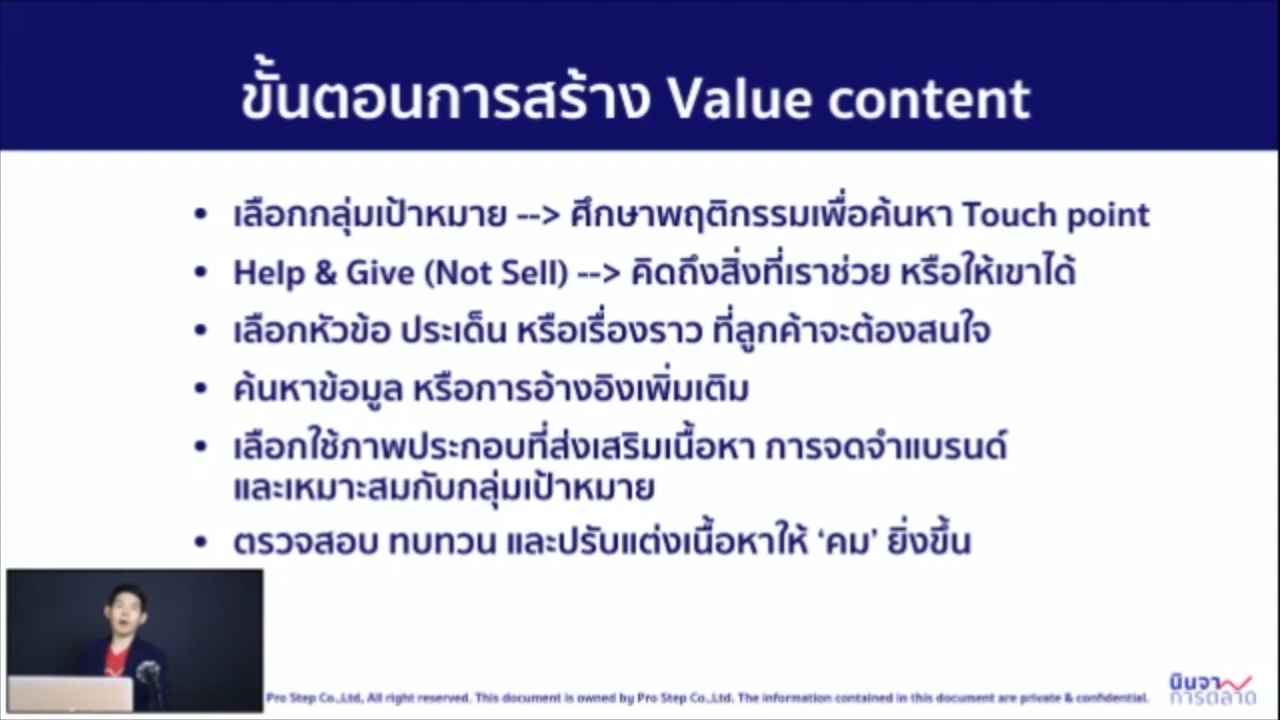 ขั้นตอนการสร้าง Value content
• เลือกกลุ่มเป้าหมาย --> ศึกษาพฤติกรรมเพื่อค้นหา Touch point
• Help & Give (Not Sell) --> คิดถึงสิ่งที่เราช่วย หรือให้เขาได้
• เลือกหัวข้อ ประเด็น หรือเรื่องราว ที่ลูกค้าจะต้องสนใจ
• ค้นหาข้อมูล หรือการอ้างอิงเพิ่มเติม
• เลือกใช้ภาพประกอบที่ส่งเสริมเนื้อหา การจดจำแบรนด์
และเหมาะสมกับกลุ่มเป้าหมาย
• ตรวจสอบ ทบทวน และปรับแต่งเนื้อหาให้ ‘คม’ ยิ่งขึ้น
Pro Step Co.,Ltd, All right reserved. This document is owned by Pro Step Co.,Ltd. The information contained in this document are private & confidential.
นินจา
การตลาด